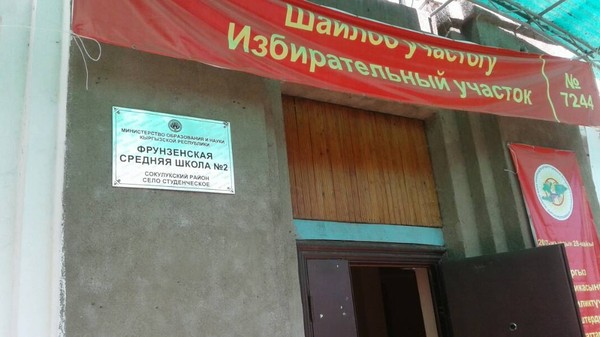 Шайлоо участогу
Избирательный участок
№
7244
МИНИСТЕРСТВО ОБРАЗОВАНИЯ И НАУКИ
КЫРГЫЗСКОЙ РЕСПУБЛИКИ
ФРУНЗЕНСКАЯ
СРЕДНЯЯ ШКОЛА №2
СОКУЛУКСКИЙ РАЙОН
СЕЛО СТУДЕНЧЕСКОЕ